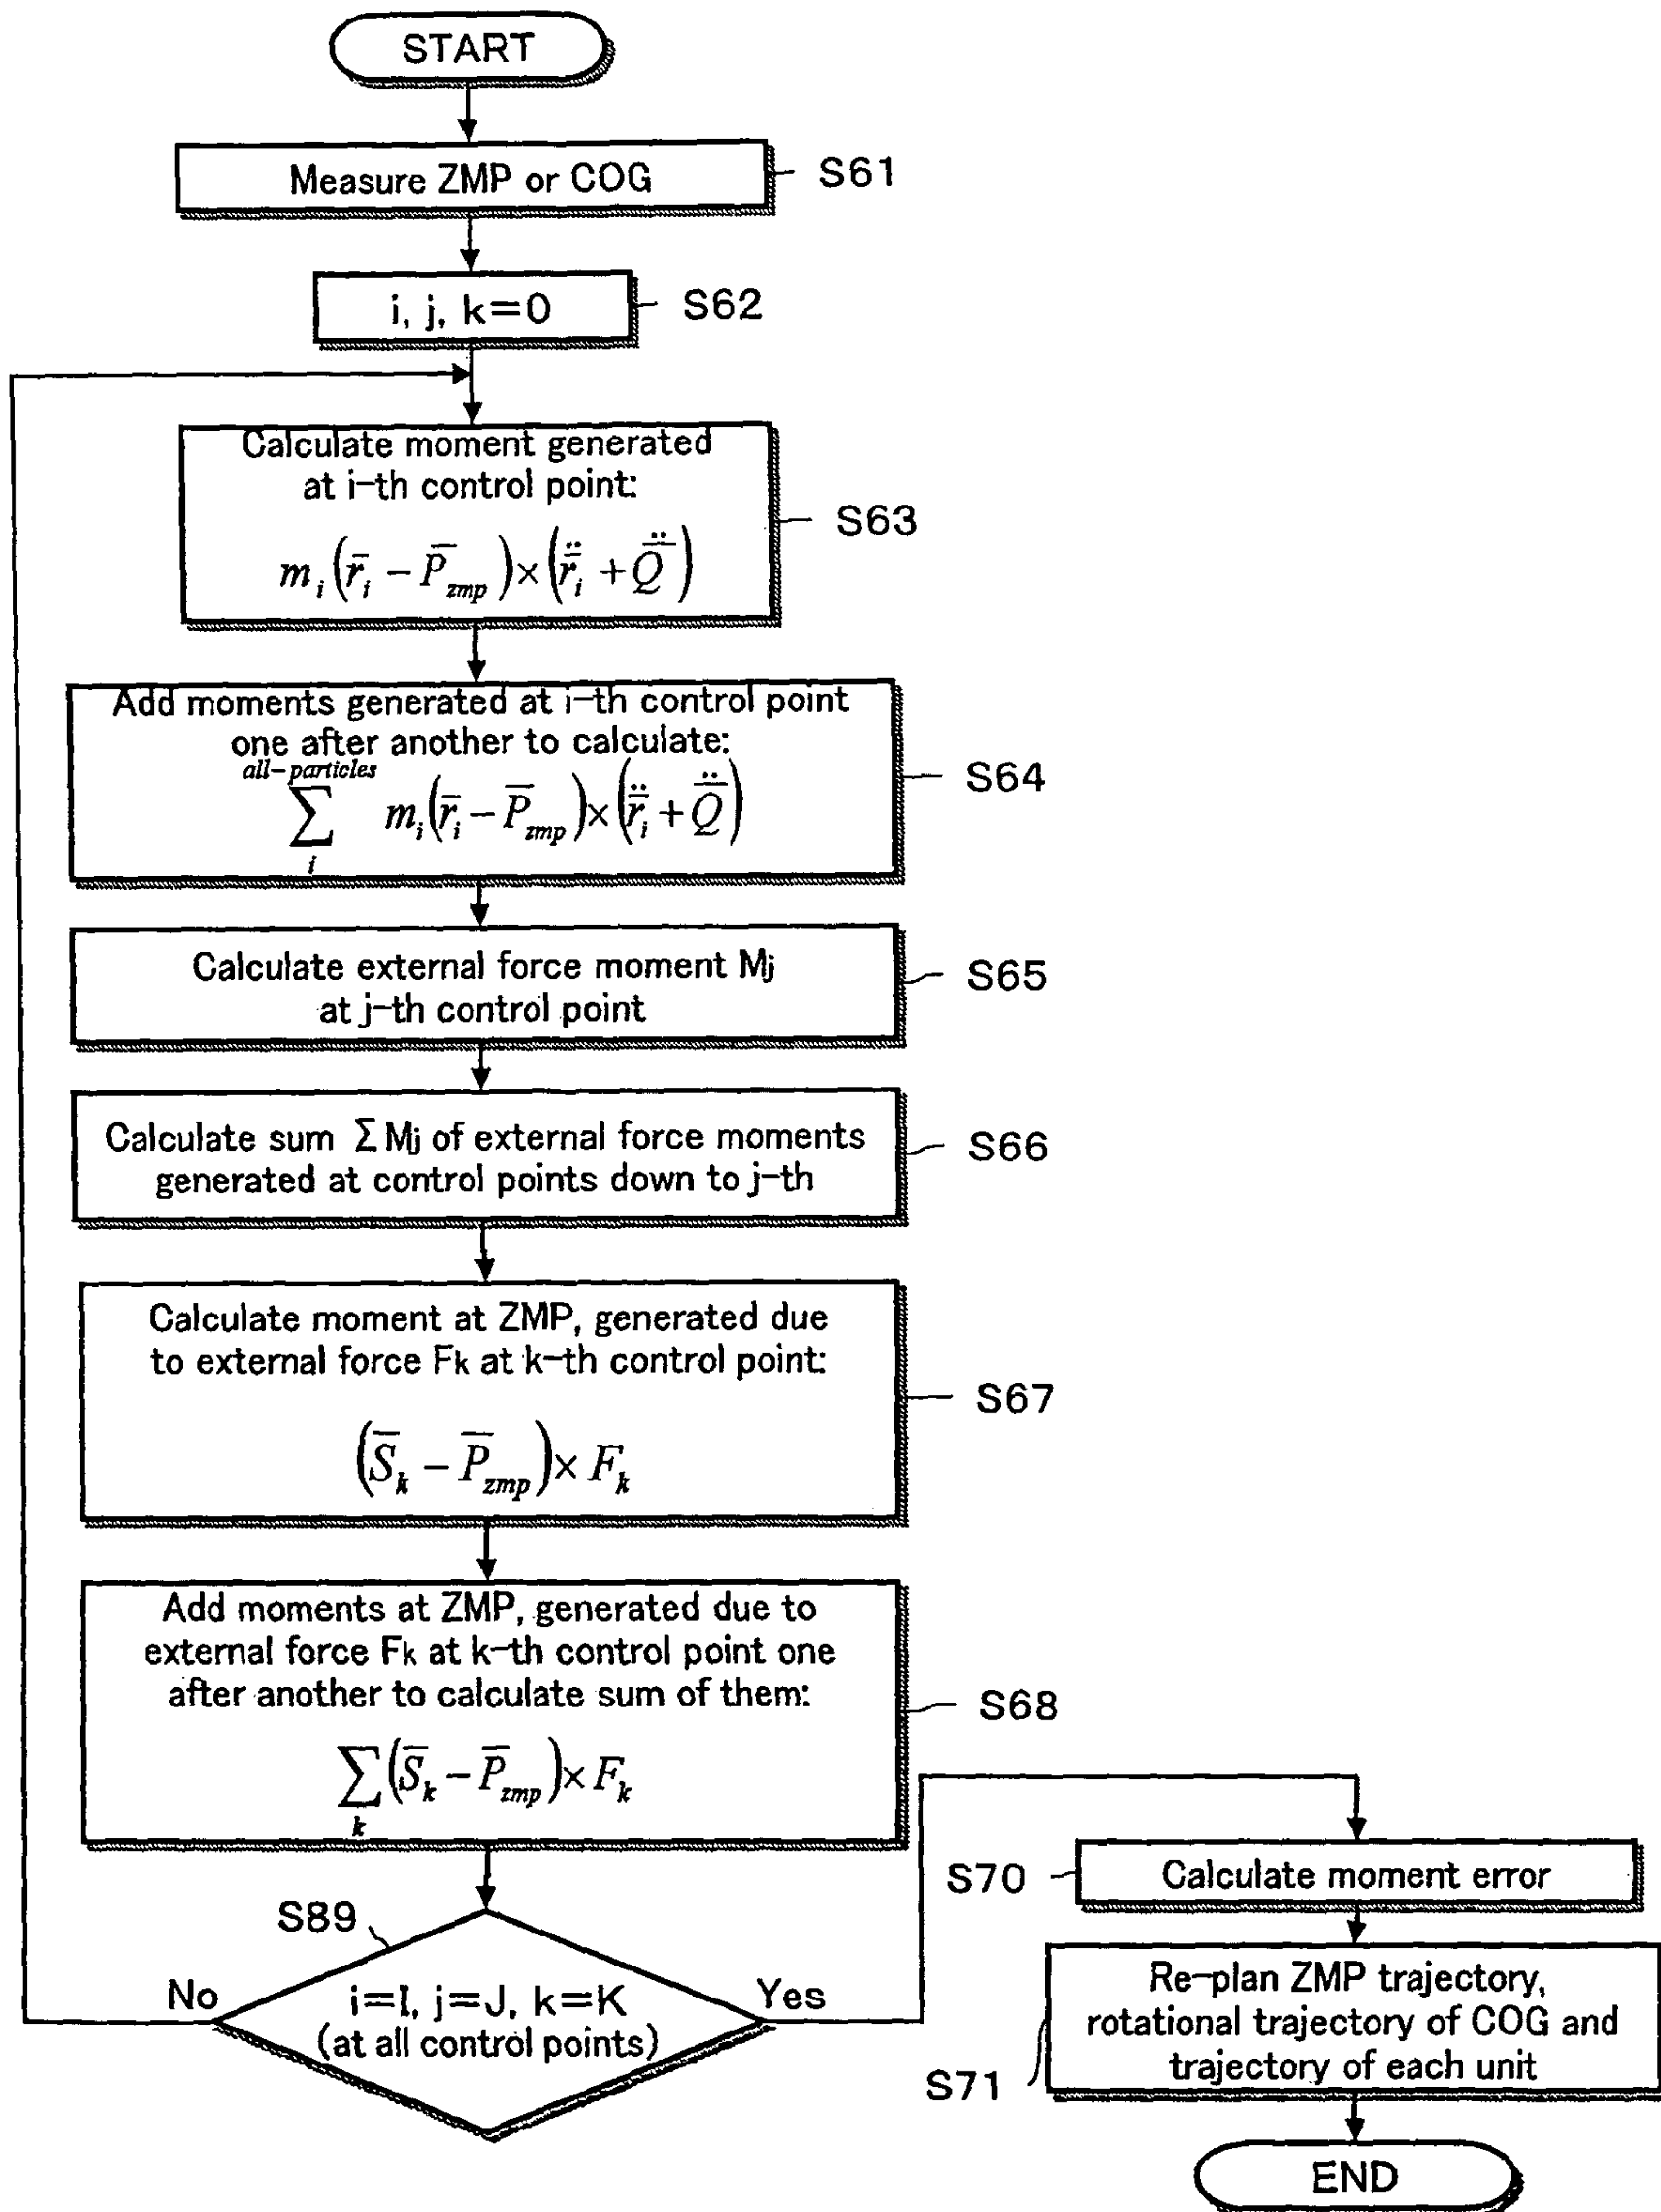 START
Measure ZMP or COG
S61
i, j, k=0
S62
Calculate moment generated
at i-th control point:
m_i (r̄_i − P̄_zmp) × (r̄̈_i + Q̄̈)
S63
Add moments generated at i-th control point
one after another to calculate:
all-particles
∑ m_i (r̄_i − P̄_zmp) × (r̄̈_i + Q̄̈)
i
S64
Calculate external force moment Mj
at j-th control point
S65
Calculate sum Σ Mj of external force moments
generated at control points down to j-th
S66
Calculate moment at ZMP, generated due
to external force Fk at k-th control point:
(S̄_k − P̄_zmp) × F_k
S67
Add moments at ZMP, generated due to
external force Fk at k-th control point one
after another to calculate sum of them:
∑ (S̄_k − P̄_zmp) × F_k
k
S68
S89
i=I, j=J, k=K
(at all control points)
No
Yes
S70
Calculate moment error
Re-plan ZMP trajectory,
rotational trajectory of COG and
trajectory of each unit
S71
END